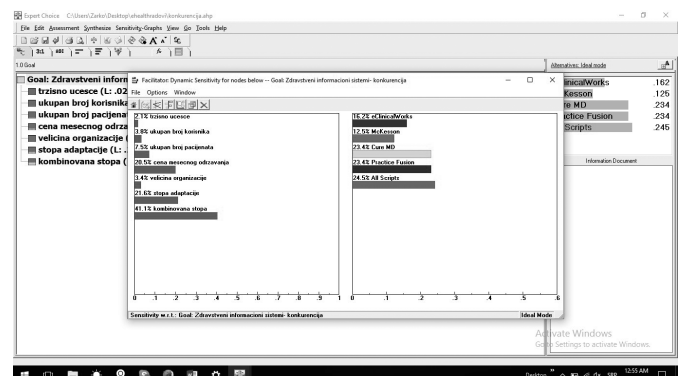 Expert Choice C:\Users\Zarko\Desktop\ehealthradovi\konkurencija.ahp
File Edit Assessment Synthesize Sensitivity-Graphs View Go Tools Help
1.0 Goal
Alternatives: Ideal mode
Goal: Zdravstveni inform
trzisno ucesce (L: .02
ukupan broj korisnika
ukupan broj pacijena
cena mesecnog odrza
velicina organizacije (
stopa adaptacije (L: .
kombinovana stopa (
Facilitator: Dynamic Sensitivity for nodes below -- Goal: Zdravstveni informacioni sistemi- konkurencija
File Options Window
2.1% trzisno ucesce
3.8% ukupan broj korisnika
7.5% ukupan broj pacijenata
20.5% cena mesecnog odrzavanja
3.4% velicina organizacije
21.6% stopa adaptacije
41.1% kombinovana stopa
0 .1 .2 .3 .4 .5 .6 .7 .8 .9 1
16.2% eClinicalWorks
12.5% McKesson
23.4% Cure MD
23.4% Practice Fusion
24.5% All Scripts
0 .1 .2 .3 .4 .5 .6
Sensitivity w.r.t.: Goal: Zdravstveni informacioni sistemi- konkurencija
Ideal Mode
inicalWorks .162
Kesson .125
re MD .234
actice Fusion .234
Scripts .245
Information Document
Activate Windows
Go to Settings to activate Windows.
Desktop
SRP
12:55 AM